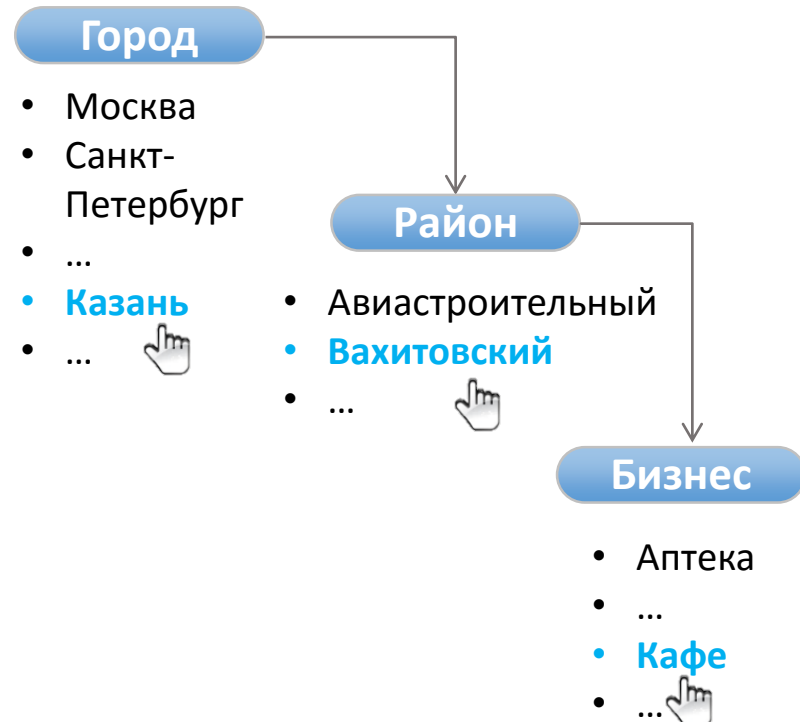 Город
• Москва
• Санкт-
Петербург
• ...
• Казань
• ...
Район
• Авиастроительный
• Вахитовский
• ...
Бизнес
• Аптека
• ...
• Кафе
• ...